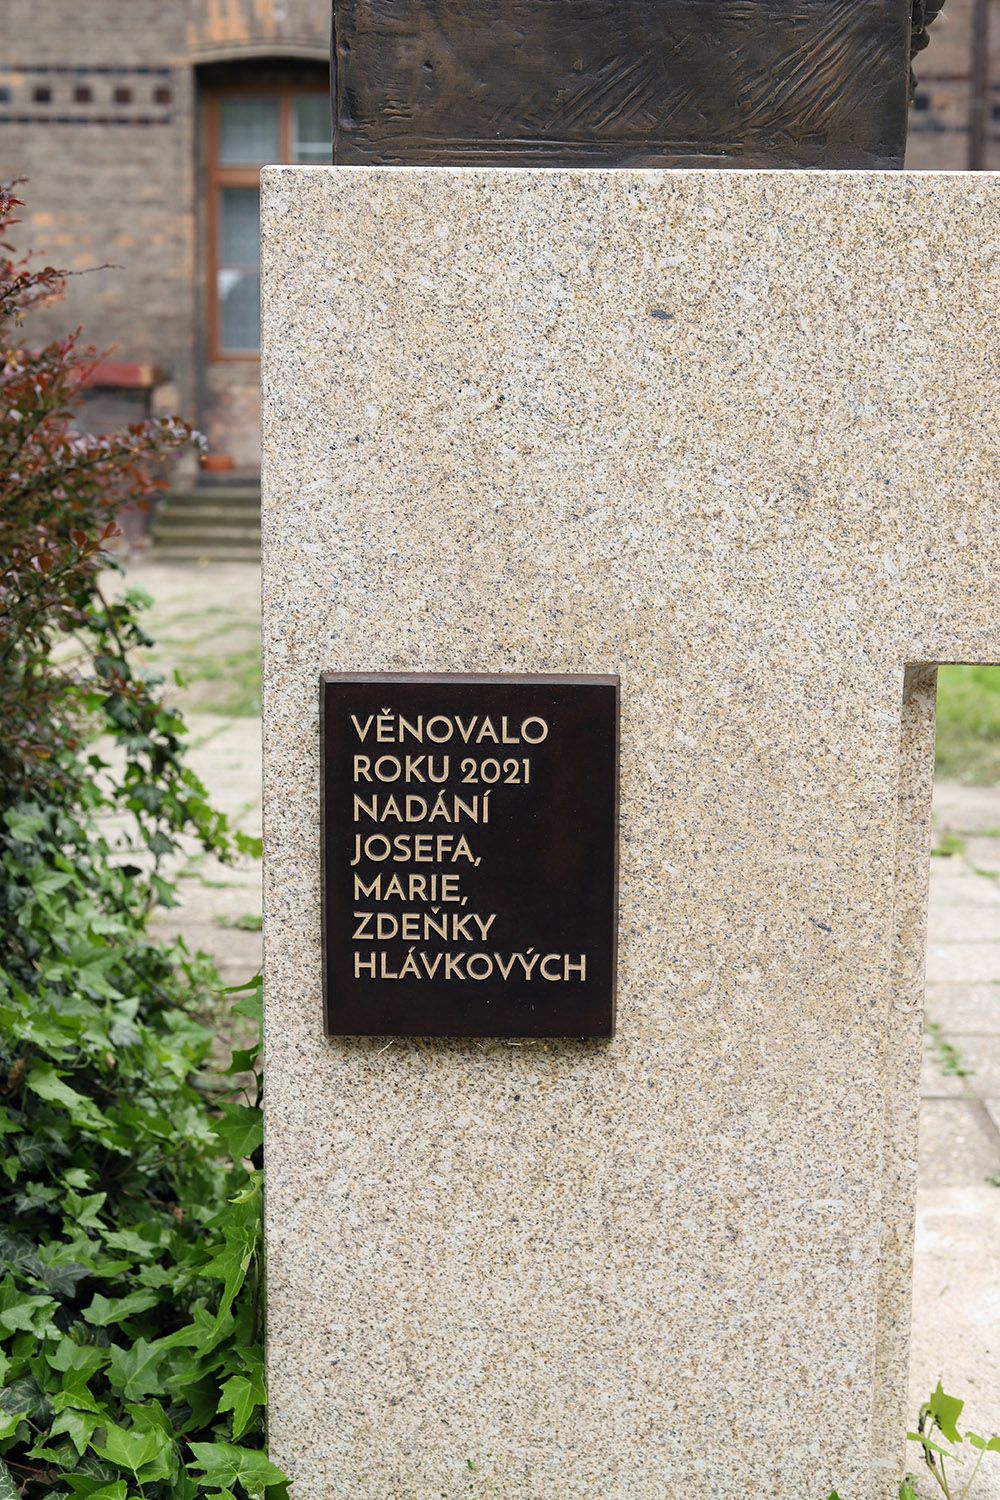 VĚNOVALO
ROKU 2021
NADÁNÍ
JOSEFA,
MARIE,
ZDEŇKY
HLÁVKOVÝCH